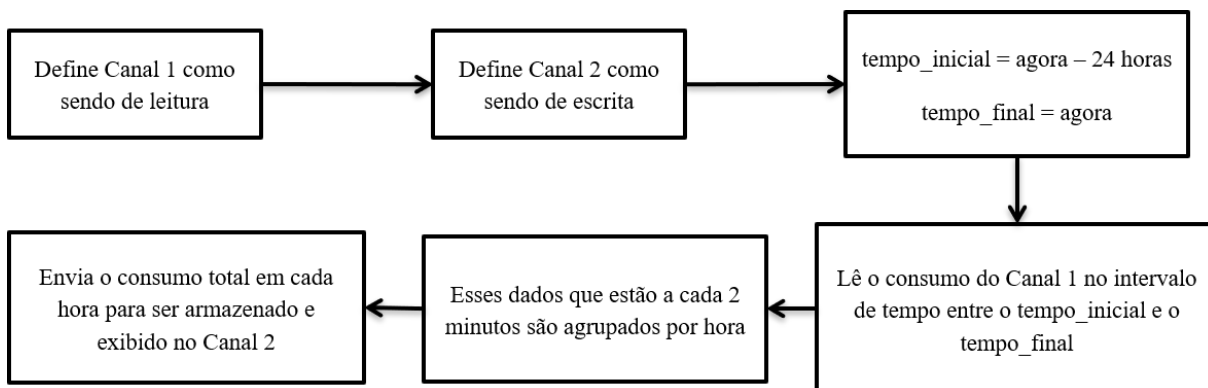 Define Canal 1 como
sendo de leitura
Define Canal 2 como
sendo de escrita
tempo_inicial = agora – 24 horas
tempo_final = agora
Lê o consumo do Canal 1 no intervalo
de tempo entre o tempo_inicial e o
tempo_final
Esses dados que estão a cada 2
minutos são agrupados por hora
Envia o consumo total em cada
hora para ser armazenado e
exibido no Canal 2